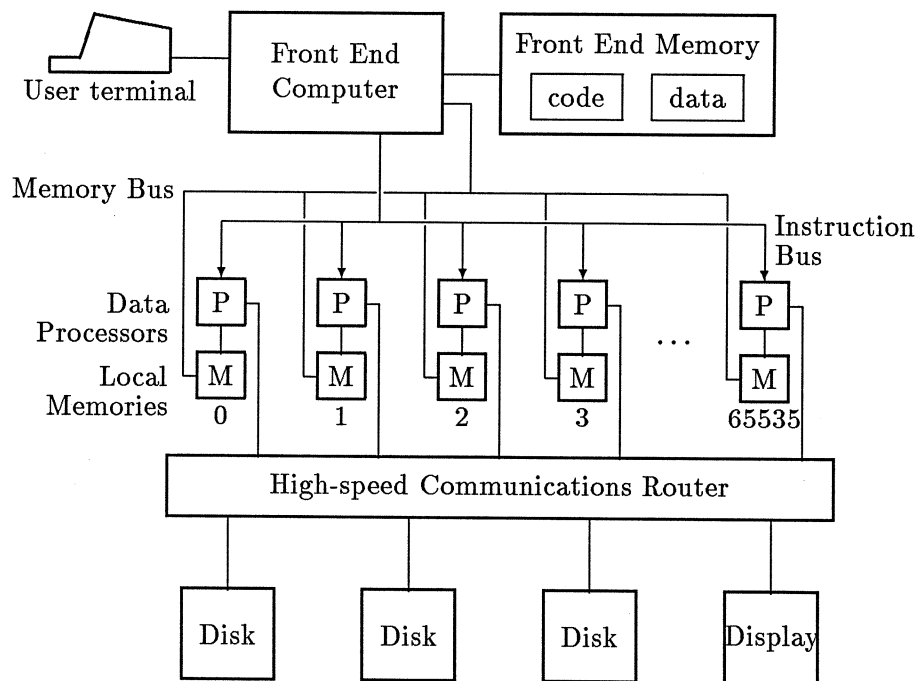 Front End
Computer
Front End Memory
code
data
User terminal
Memory Bus
Instruction
Bus
P
P
P
P
P
Data
Processors
...
M
M
M
M
M
Local
Memories
0
1
2
3
65535
High-speed Communications Router
Disk
Disk
Disk
Display